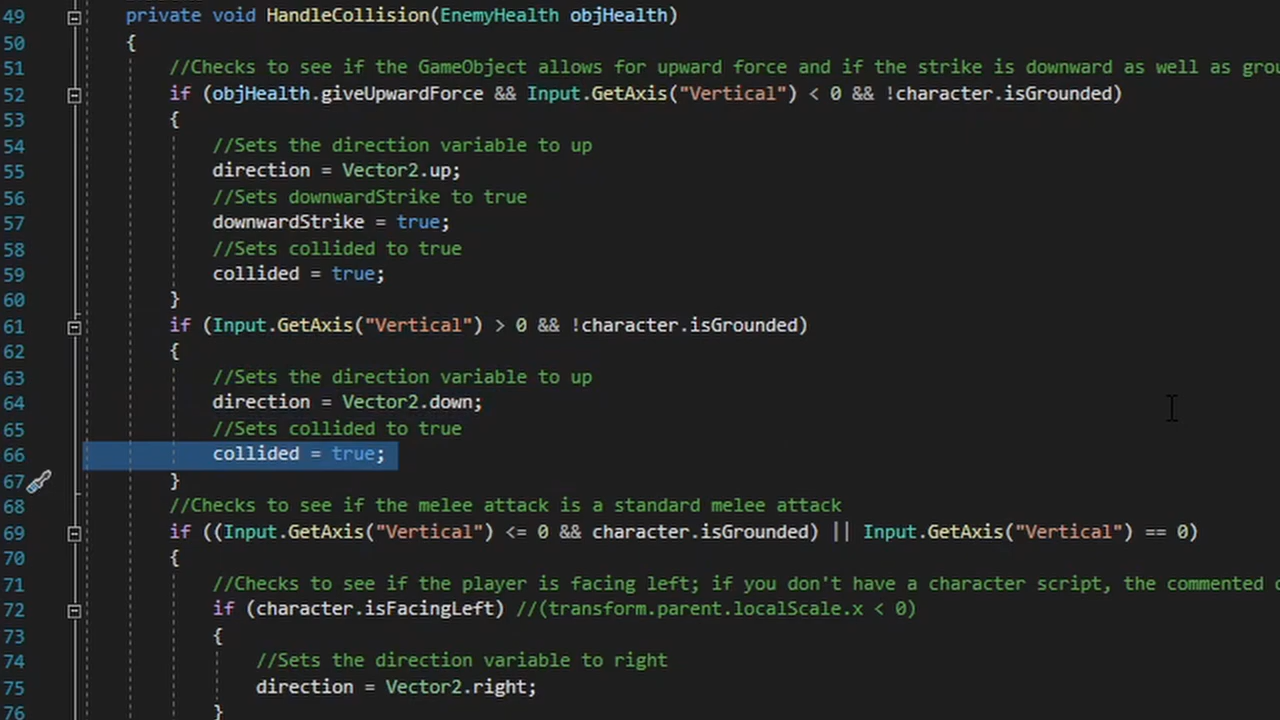 49 private void HandleCollision(EnemyHealth objHealth)
50 {
51 //Checks to see if the GameObject allows for upward force and if the strike is downward as well as
52 if (objHealth.giveUpwardForce && Input.GetAxis("Vertical") < 0 && !character.isGrounded)
53 {
54 //Sets the direction variable to up
55 direction = Vector2.up;
56 //Sets downwardStrike to true
57 downwardStrike = true;
58 //Sets collided to true
59 collided = true;
60 }
61 if (Input.GetAxis("Vertical") > 0 && !character.isGrounded)
62 {
63 //Sets the direction variable to up
64 direction = Vector2.down;
65 //Sets collided to true
66 collided = true;
67 }
68 //Checks to see if the melee attack is a standard melee attack
69 if ((Input.GetAxis("Vertical") <= 0 && character.isGrounded) || Input.GetAxis("Vertical") == 0)
70 {
71 //Checks to see if the player is facing left; if you don't have a character script, the commented
72 if (character.isFacingLeft) //(transform.parent.localScale.x < 0)
73 {
74 //Sets the direction variable to right
75 direction = Vector2.right;
76 }